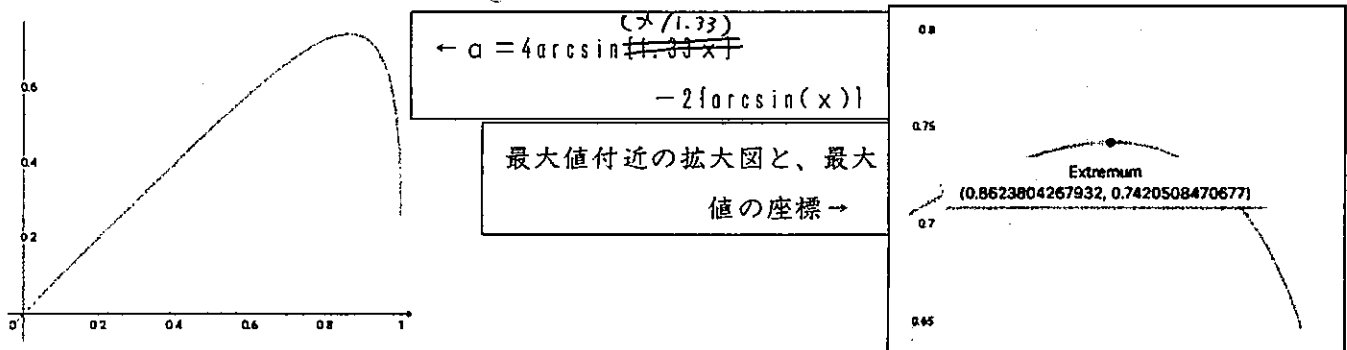 0.6
0.4
0.2
0
0.2
0.4
0.6
0.8
1
(x/1.33)
← a = 4arcsin{1.33x}
－2{arcsin(x)}
最大値付近の拡大図と、最大
値の座標→
0.8
0.75
Extremum
(0.8623804267932, 0.7420508470677)
0.7
0.65